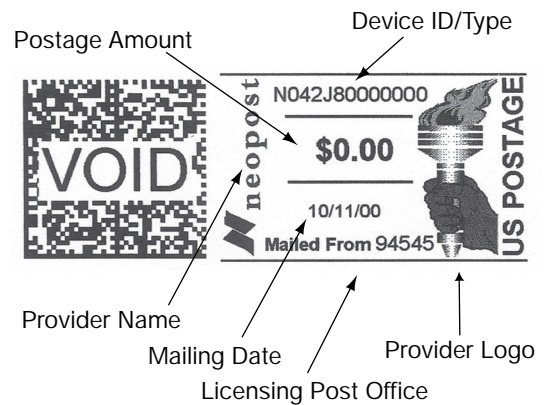 Device ID/Type
Postage Amount
N042J80000000
VOID
neopost
$0.00
US POSTAGE
10/11/00
Mailed From 94545
Provider Name
Mailing Date
Provider Logo
Licensing Post Office